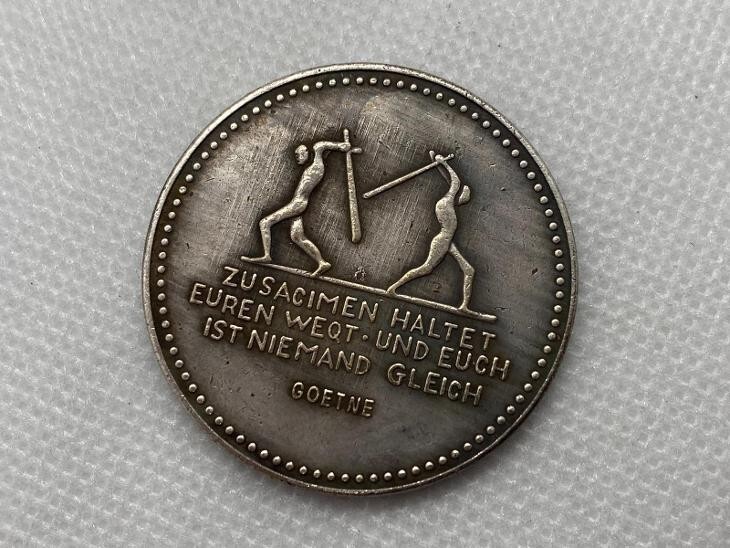 ZUSACIMEN HALTET
EUREN WEQT · UND EUCH
IST NIEMAND GLEICH
GOETNE